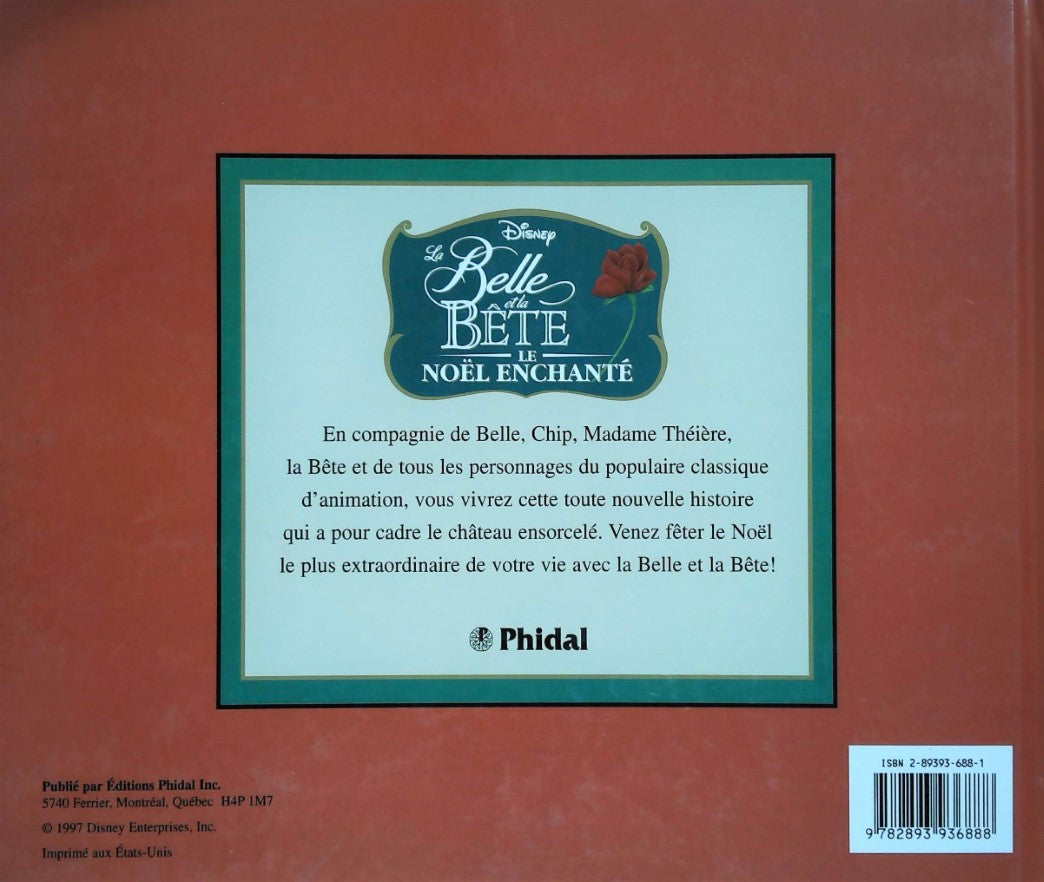 Disney
La Belle
et la
BÊTE
LE
NOËL ENCHANTÉ
En compagnie de Belle, Chip, Madame Théière,
la Bête et de tous les personnages du populaire classique
d'animation, vous vivrez cette toute nouvelle histoire
qui a pour cadre le château ensorcelé. Venez fêter le Noël
le plus extraordinaire de votre vie avec la Belle et la Bête!
Phidal
Publié par Éditions Phidal Inc.
5740 Ferrier, Montréal, Québec H4P 1M7
© 1997 Disney Enterprises, Inc.
Imprimé aux États-Unis
ISBN 2-89393-688-1
9 782893 936888